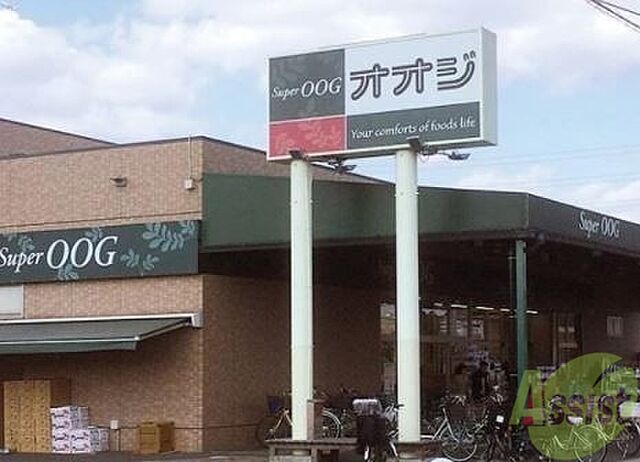 Super OOG
オオジ
Your comforts of foods life
Super OOG
Super OOG
Assist